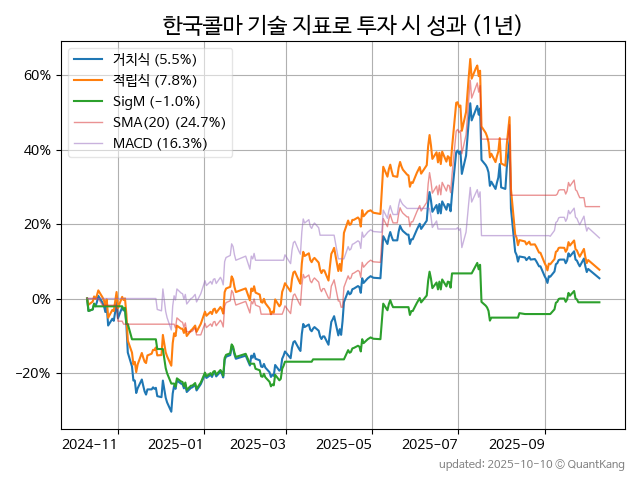 한국콜마 기술 지표로 투자 시 성과 (1년)
거치식 (5.5%)
적립식 (7.8%)
SigM (-1.0%)
SMA(20) (24.7%)
MACD (16.3%)
60%
40%
20%
0%
-20%
2024-11 2025-01 2025-03 2025-05 2025-07 2025-09
updated: 2025-10-10 © QuantKang